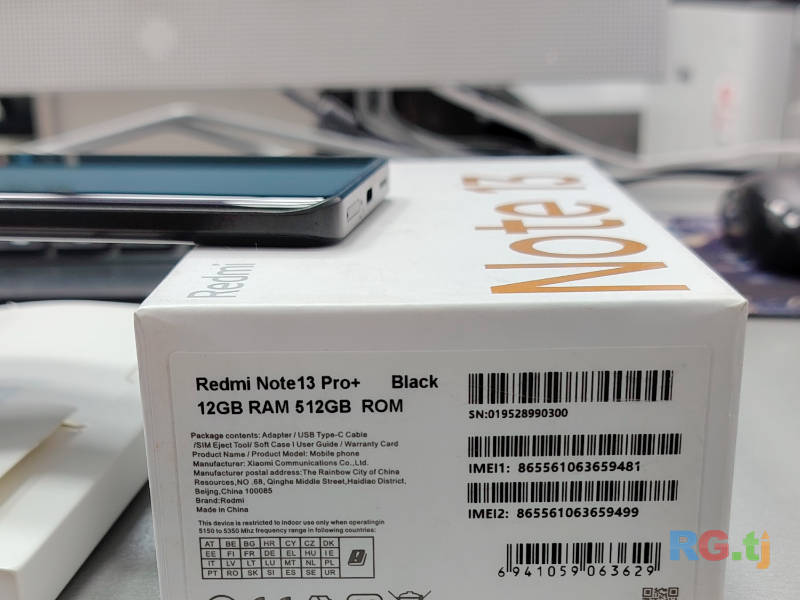 Note 13
Redmi
Redmi Note13 Pro+ Black
12GB RAM 512GB ROM
Package contents: Adapter / USB Type-C Cable
/SIM Eject Tool/ Soft Case I User Guide / Warranty Card
Product Name / Product Model: Mobile phone
Manufacturer: Xiaomi Communications Co.,Ltd.
Manufacturer postal address:The Rainbow City of China
Resources,NO .68, Qinghe Middle Street,Haidiao District,
Beijng,China 100085
Brand:Redmi
Made in China
This device is restricted to indoor use only when operatingin
5150 to 5350 Mhz frequency range in following countries:
AT BE BG HR CY CZ DK
EE FI FR DE EL HU IE
IT LV LT LU MT NL PL
PT RO SK SI ES SE UR
SN:019528990300
IMEI1: 865561063659481
IMEI2: 865561063659499
6941059063629
RG.tj